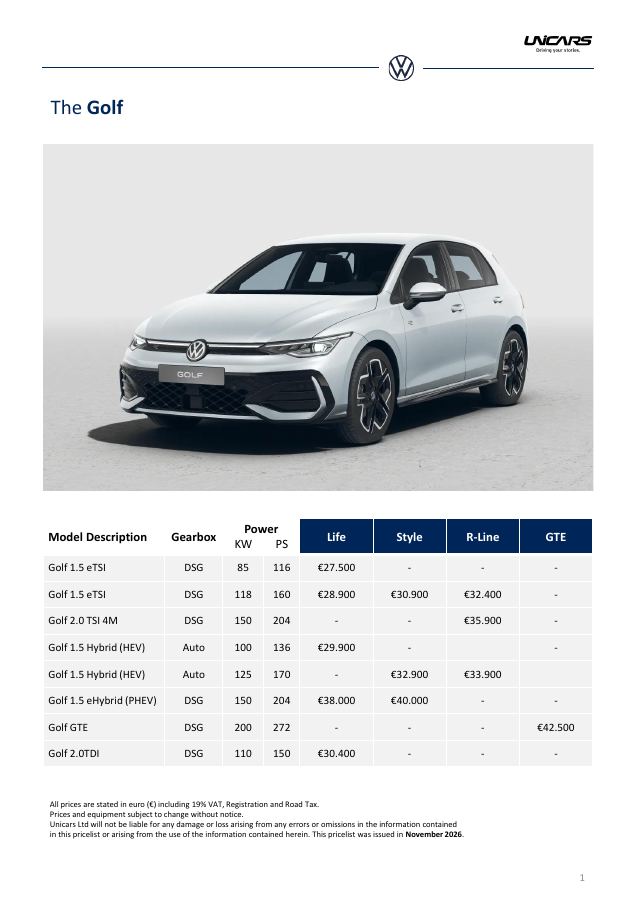 UNICARS
Driving your stories.
The Golf
GOLF
Model Description Gearbox Power KW PS Life Style R-Line GTE
Golf 1.5 eTSI DSG 85 116 €27.500 - - -
Golf 1.5 eTSI DSG 118 160 €28.900 €30.900 €32.400 -
Golf 2.0 TSI 4M DSG 150 204 - - €35.900 -
Golf 1.5 Hybrid (HEV) Auto 100 136 €29.900 - -
Golf 1.5 Hybrid (HEV) Auto 125 170 - €32.900 €33.900
Golf 1.5 eHybrid (PHEV) DSG 150 204 €38.000 €40.000 - -
Golf GTE DSG 200 272 - - - €42.500
Golf 2.0TDI DSG 110 150 €30.400 - - -
All prices are stated in euro (€) including 19% VAT, Registration and Road Tax.
Prices and equipment subject to change without notice.
Unicars Ltd will not be liable for any damage or loss arising from any errors or omissions in the information contained
in this pricelist or arising from the use of the information contained herein. This pricelist was issued in November 2026.
1